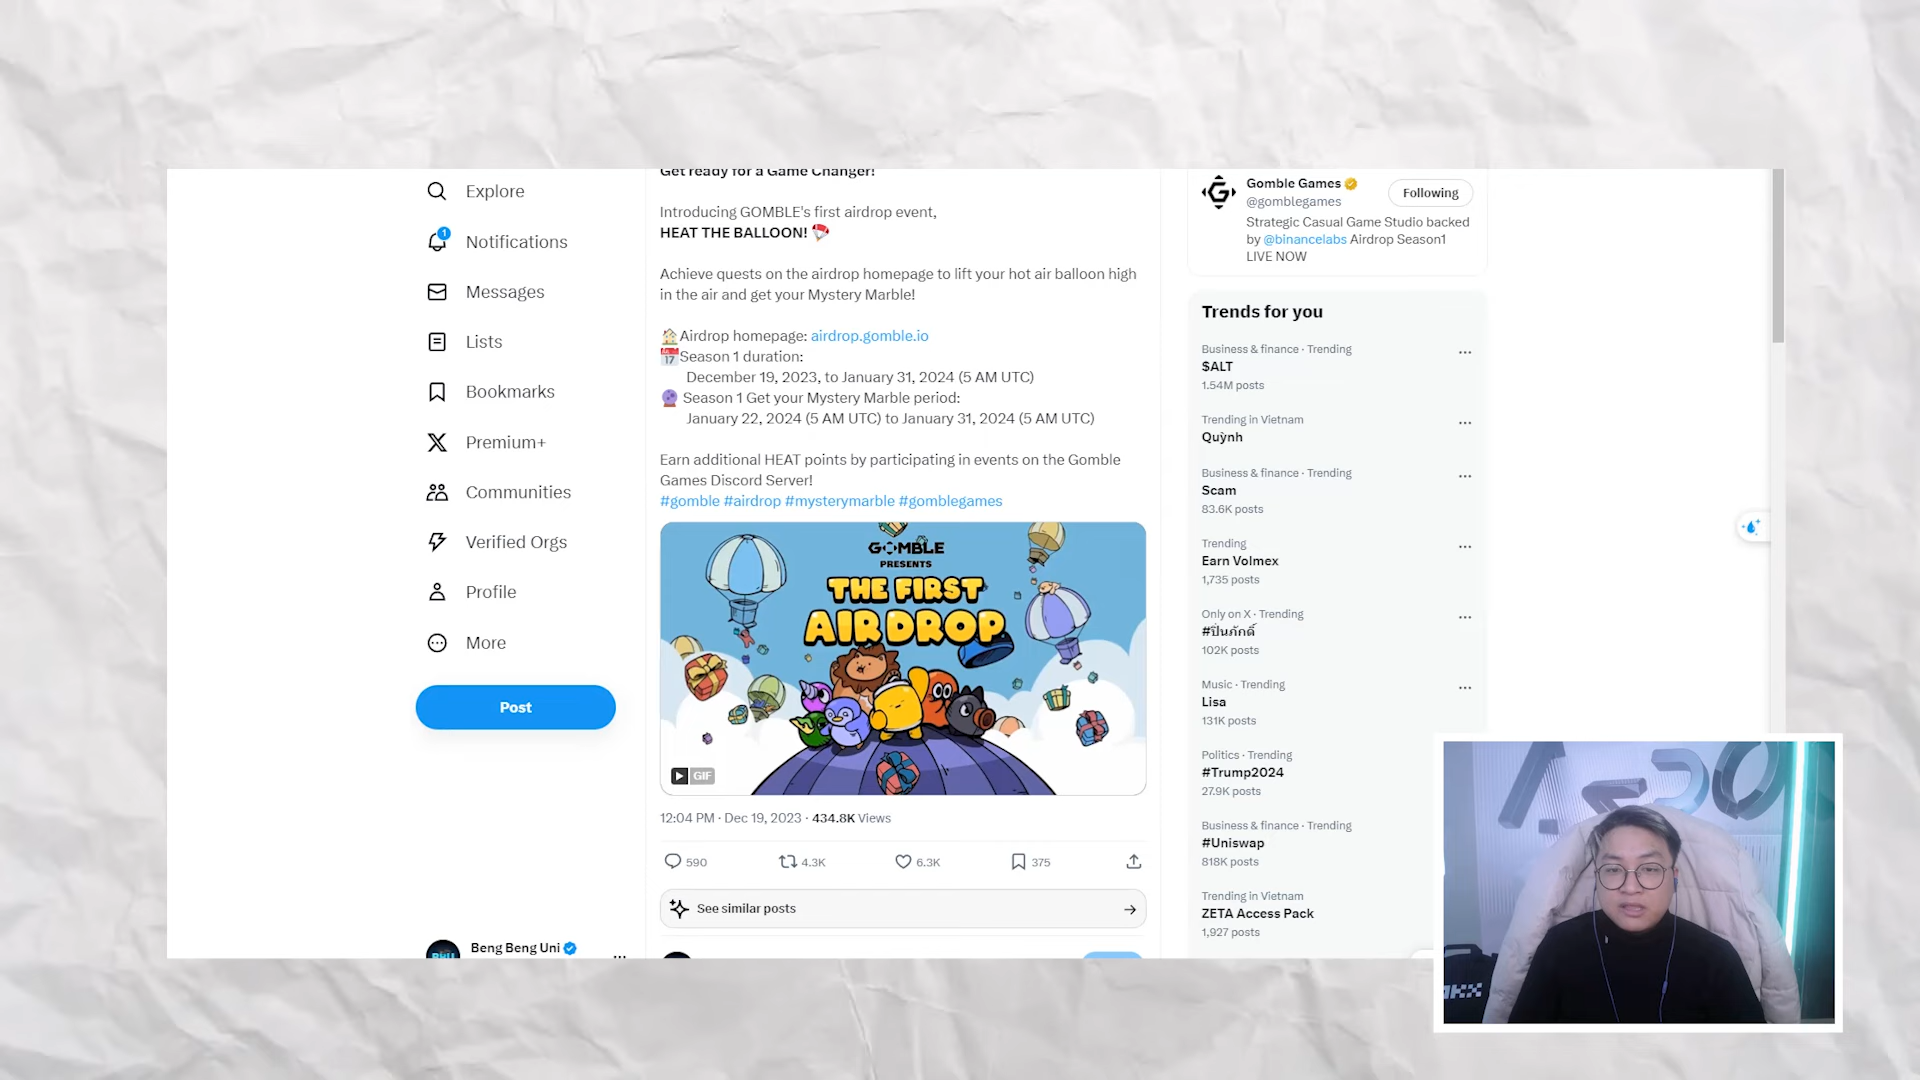 Explore
1
Notifications
Messages
Lists
Bookmarks
Premium+
Communities
Verified Orgs
Profile
More
Post
Beng Beng Uni
Get ready for a Game Changer!
Introducing GOMBLE's first airdrop event,
HEAT THE BALLOON!
Achieve quests on the airdrop homepage to lift your hot air balloon high
in the air and get your Mystery Marble!
Airdrop homepage: airdrop.gomble.io
17 Season 1 duration:
December 19, 2023, to January 31, 2024 (5 AM UTC)
Season 1 Get your Mystery Marble period:
January 22, 2024 (5 AM UTC) to January 31, 2024 (5 AM UTC)
Earn additional HEAT points by participating in events on the Gomble
Games Discord Server!
#gomble #airdrop #mysterymarble #gomblegames
GOMBLE
PRESENTS
THE FIRST
AIRDROP
GIF
12:04 PM · Dec 19, 2023 · 434.8K Views
590 4.3K 6.3K 375
See similar posts
Gomble Games
@gomblegames
Following
Strategic Casual Game Studio backed
by @binancelabs Airdrop Season1
LIVE NOW
Trends for you
Business & finance · Trending
$ALT
1.54M posts
Trending in Vietnam
Quỳnh
Business & finance · Trending
Scam
83.6K posts
Trending
Earn Volmex
1,735 posts
Only on X · Trending
#ปิ่นภักดิ์
102K posts
Music · Trending
Lisa
131K posts
Politics · Trending
#Trump2024
27.9K posts
Business & finance · Trending
#Uniswap
818K posts
Trending in Vietnam
ZETA Access Pack
1,927 posts